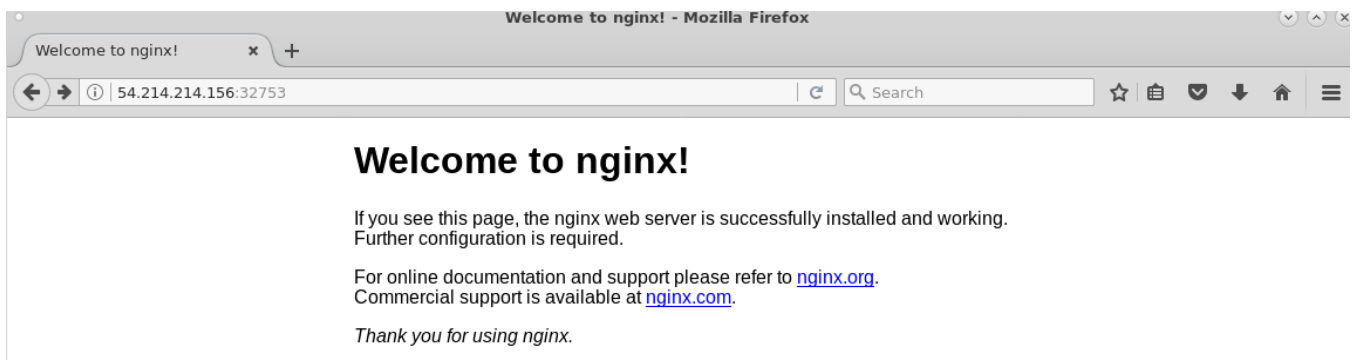 Welcome to nginx! - Mozilla Firefox
Welcome to nginx!
54.214.214.156:32753
Search
Welcome to nginx!
If you see this page, the nginx web server is successfully installed and working.
Further configuration is required.
For online documentation and support please refer to nginx.org.
Commercial support is available at nginx.com.
Thank you for using nginx.